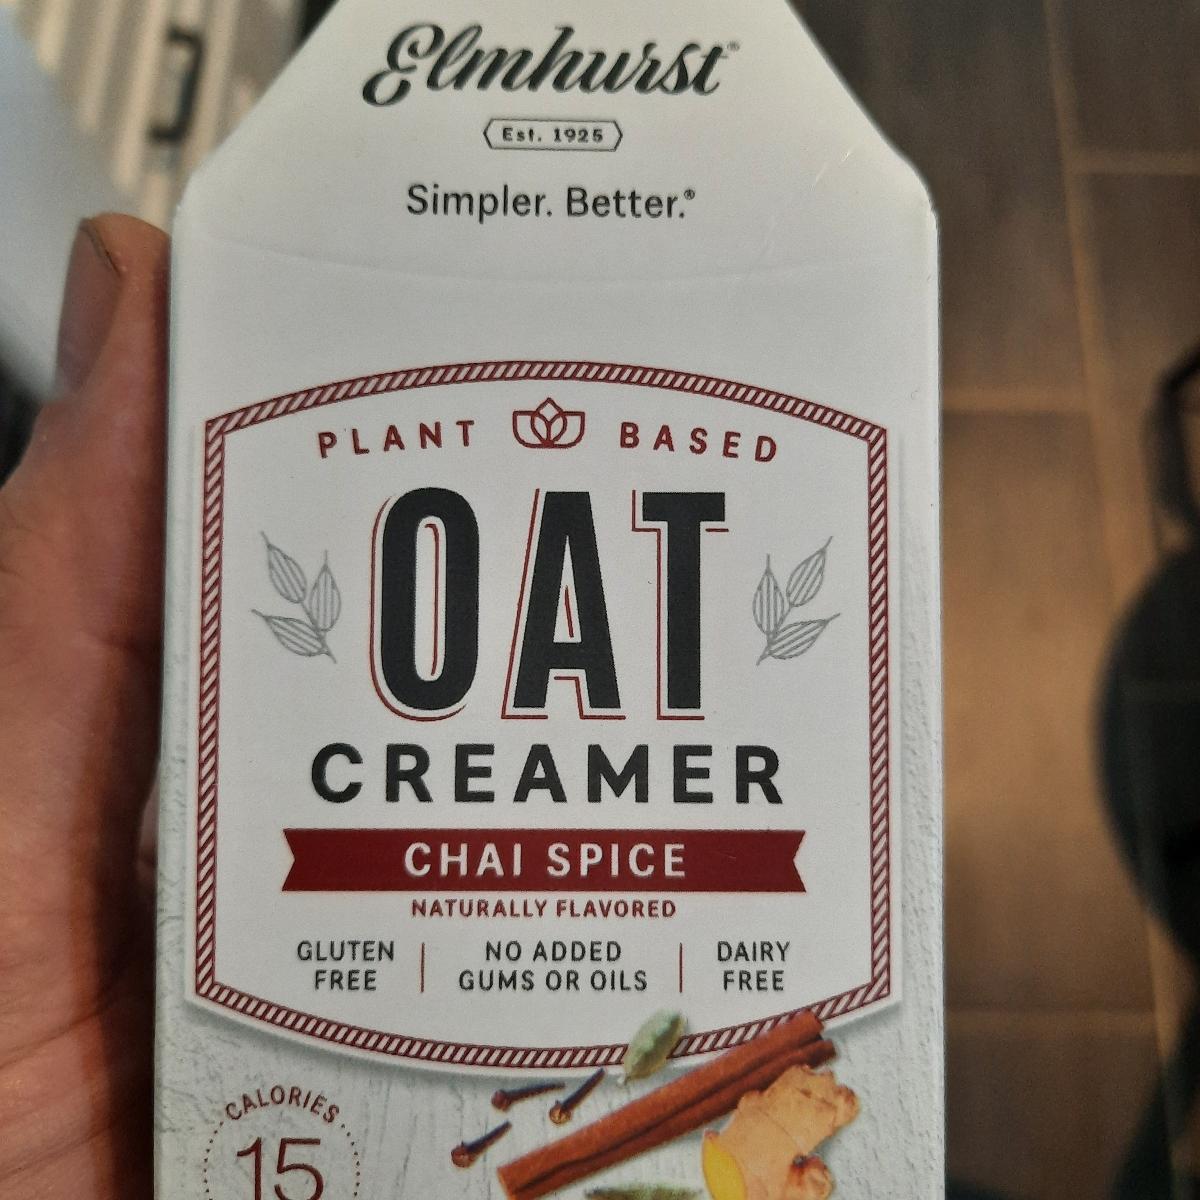 Elmhurst®
Est. 1925
Simpler. Better.®
PLANT BASED
OAT
CREAMER
CHAI SPICE
NATURALLY FLAVORED
GLUTEN FREE
NO ADDED GUMS OR OILS
DAIRY FREE
CALORIES
15